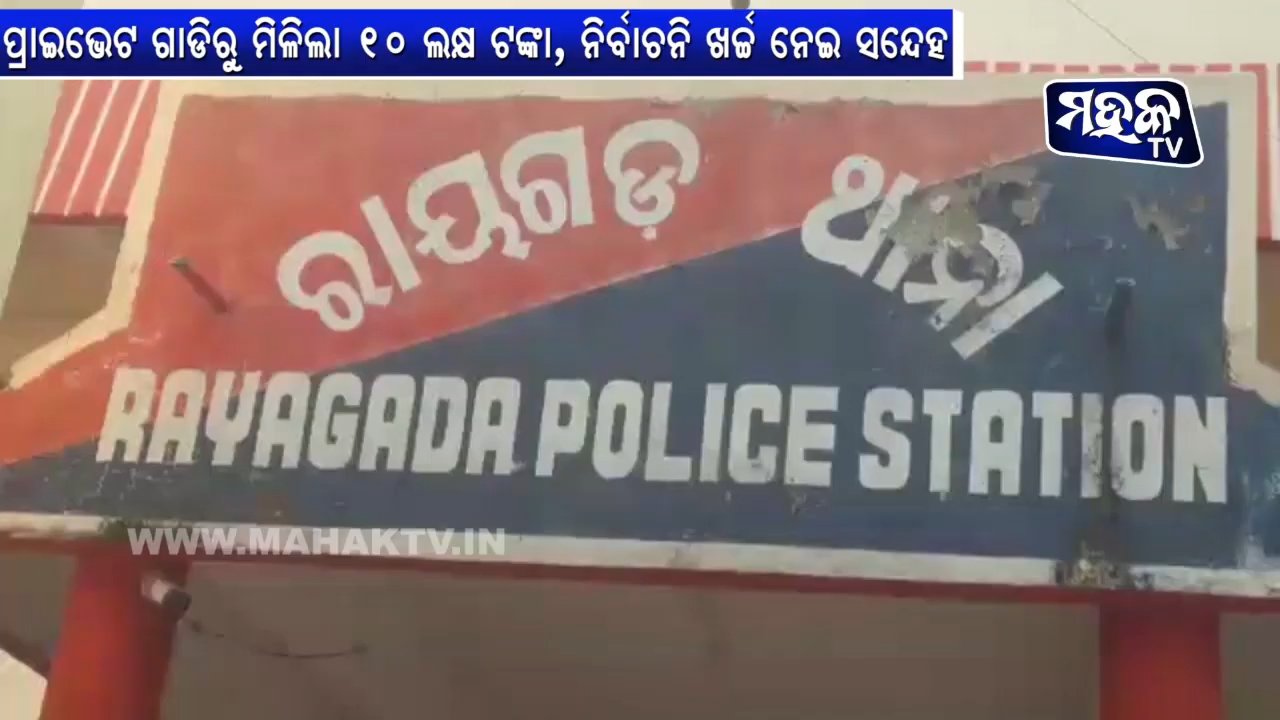 ପ୍ରାଇଭେଟ ଗାଡିରୁ ମିଳିଲା ୧୦ ଲକ୍ଷ ଟଙ୍କା, ନିର୍ବାଚନି ଖର୍ଚ୍ଚ ନେଇ ସନ୍ଦେହ
ମହକ
TV
ରାୟଗଡ଼ ଥାନା
RAYAGADA POLICE STATION
WWW.MAHAKTV.IN